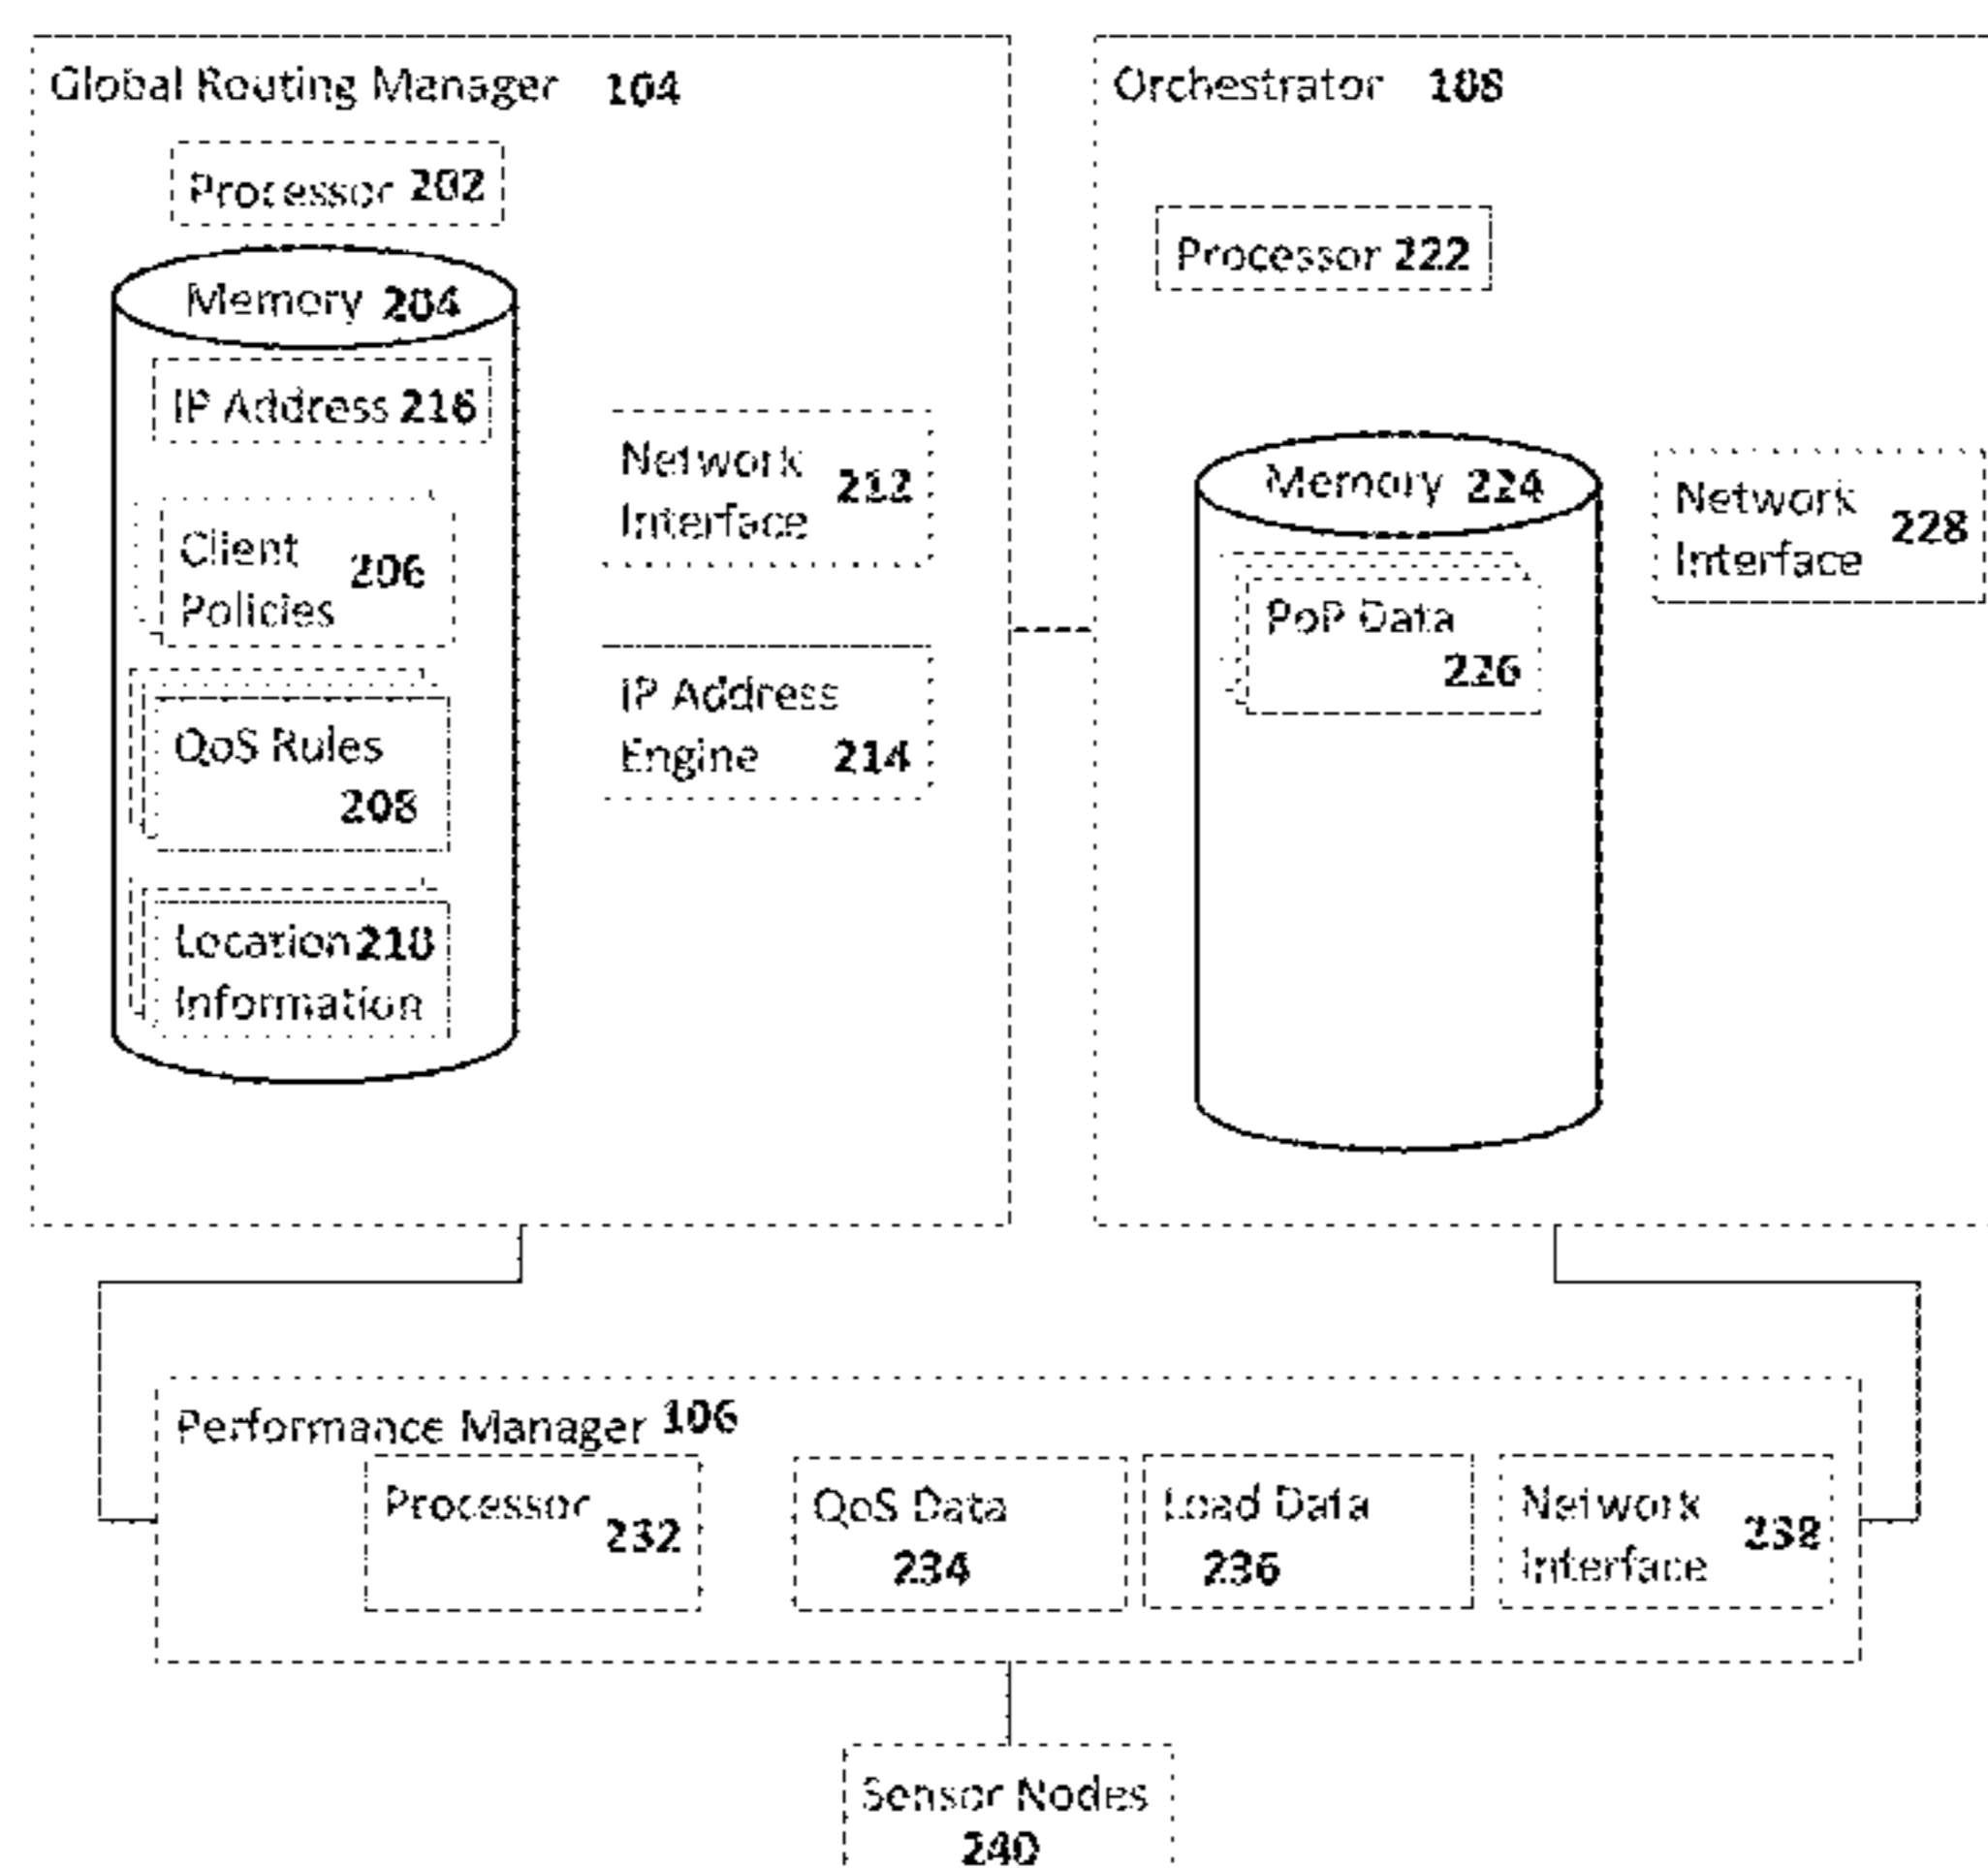 Global Routing Manager 104
Processor 202
Memory 204
IP Address 216
Client
Policies 206
QoS Rules
208
Location 210
Information
Network
Interface 212
IP Address
Engine 214
Orchestrator 108
Processor 222
Memory 224
PoP Data
226
Network
Interface 228
Performance Manager 106
Processor
232
QoS Data
234
Load Data
236
Network
Interface 238
Sensor Nodes
240